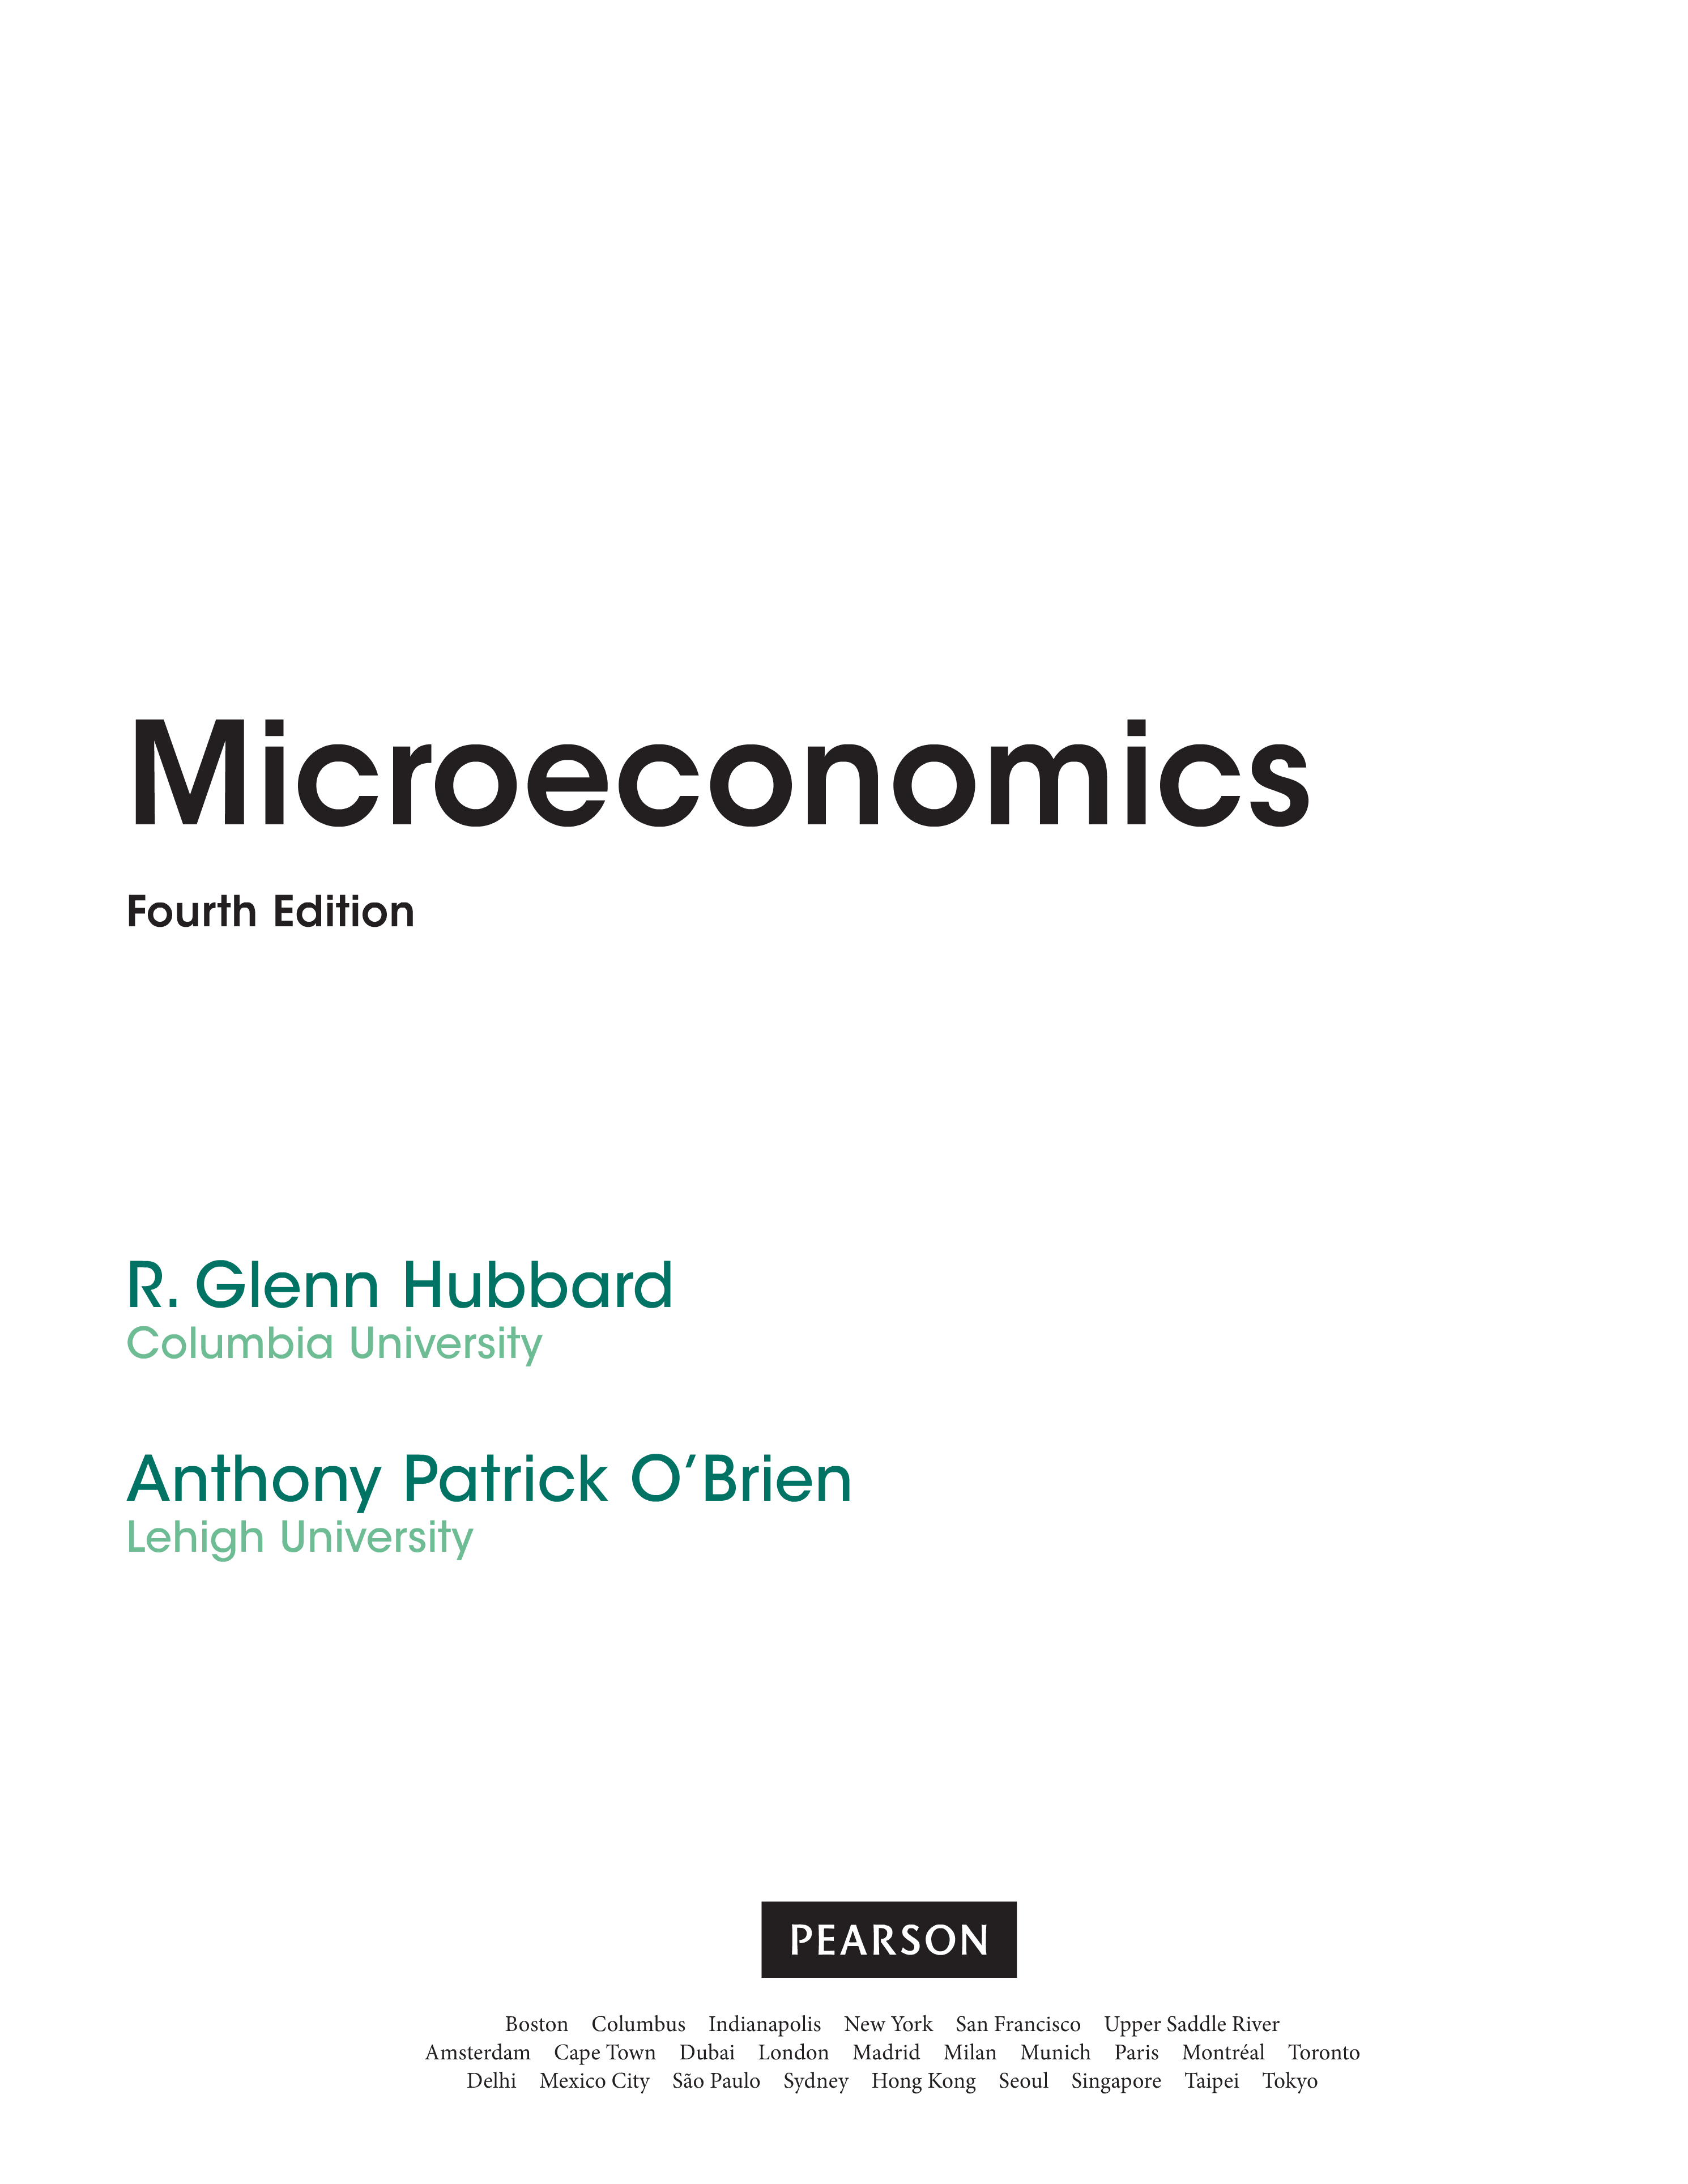 Microeconomics
Fourth Edition
R. Glenn Hubbard
Columbia University
Anthony Patrick O’Brien
Lehigh University
PEARSON
Boston Columbus Indianapolis New York San Francisco Upper Saddle River
Amsterdam Cape Town Dubai London Madrid Milan Munich Paris Montréal Toronto
Delhi Mexico City São Paulo Sydney Hong Kong Seoul Singapore Taipei Tokyo